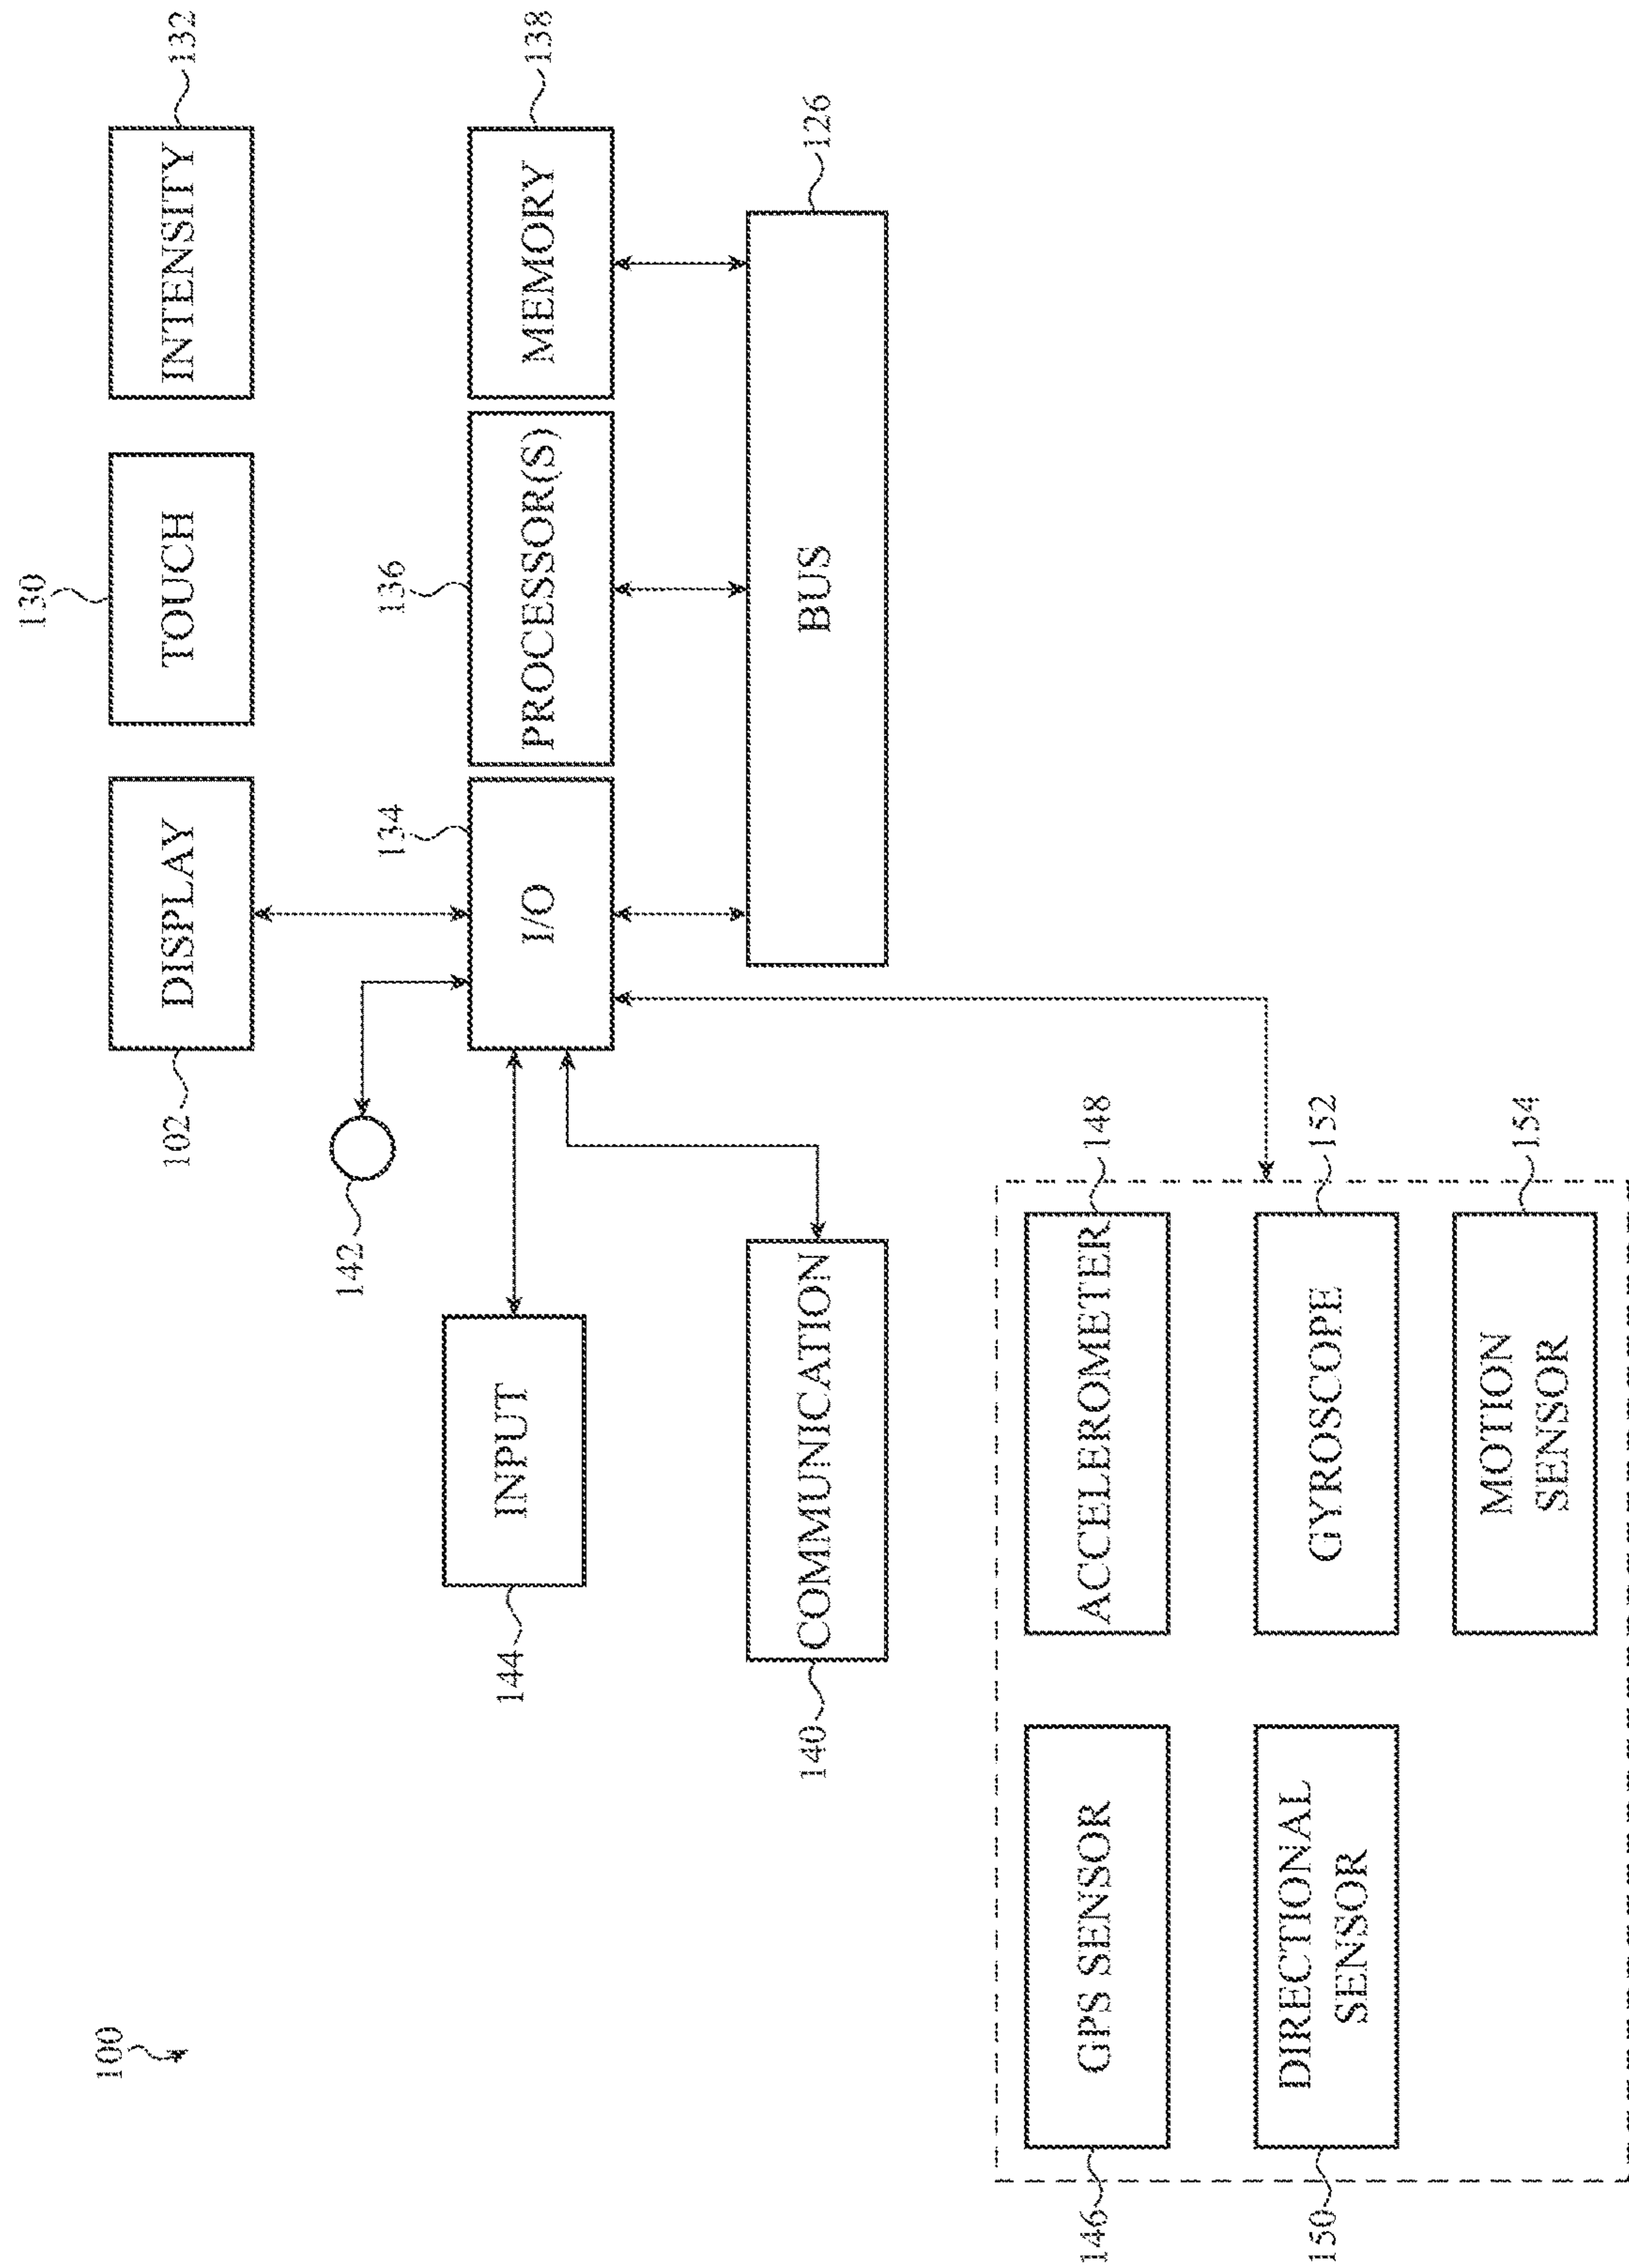 100
130
DISPLAY
TOUCH
INTENSITY
102
132
142
134
136
I/O
PROCESSOR(S)
MEMORY
138
144
INPUT
140
COMMUNICATION
BUS
126
146
GPS SENSOR
ACCELEROMETER
148
150
DIRECTIONAL
SENSOR
GYROSCOPE
152
MOTION
SENSOR
154